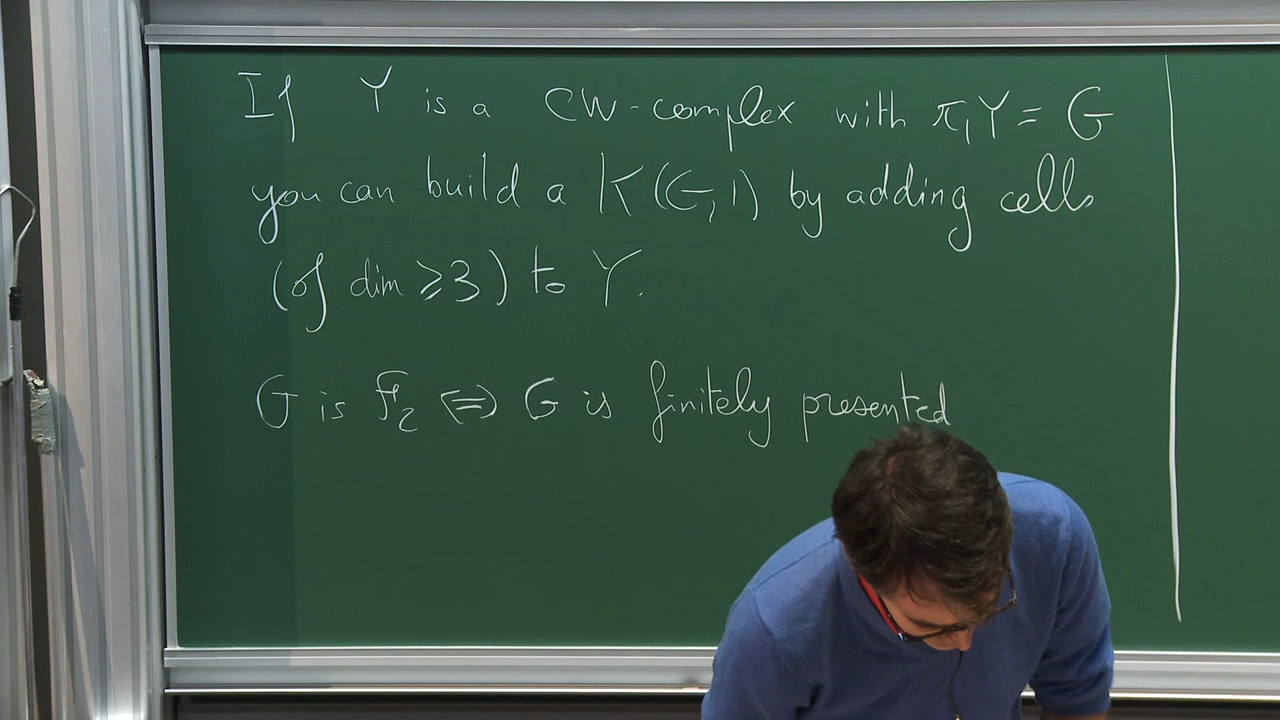 If Y is a CW-complex with π₁Y = G
you can build a K(G,1) by adding cells
(of dim ⩾3) to Y.
G is F₂ ⇔ G is finitely presented